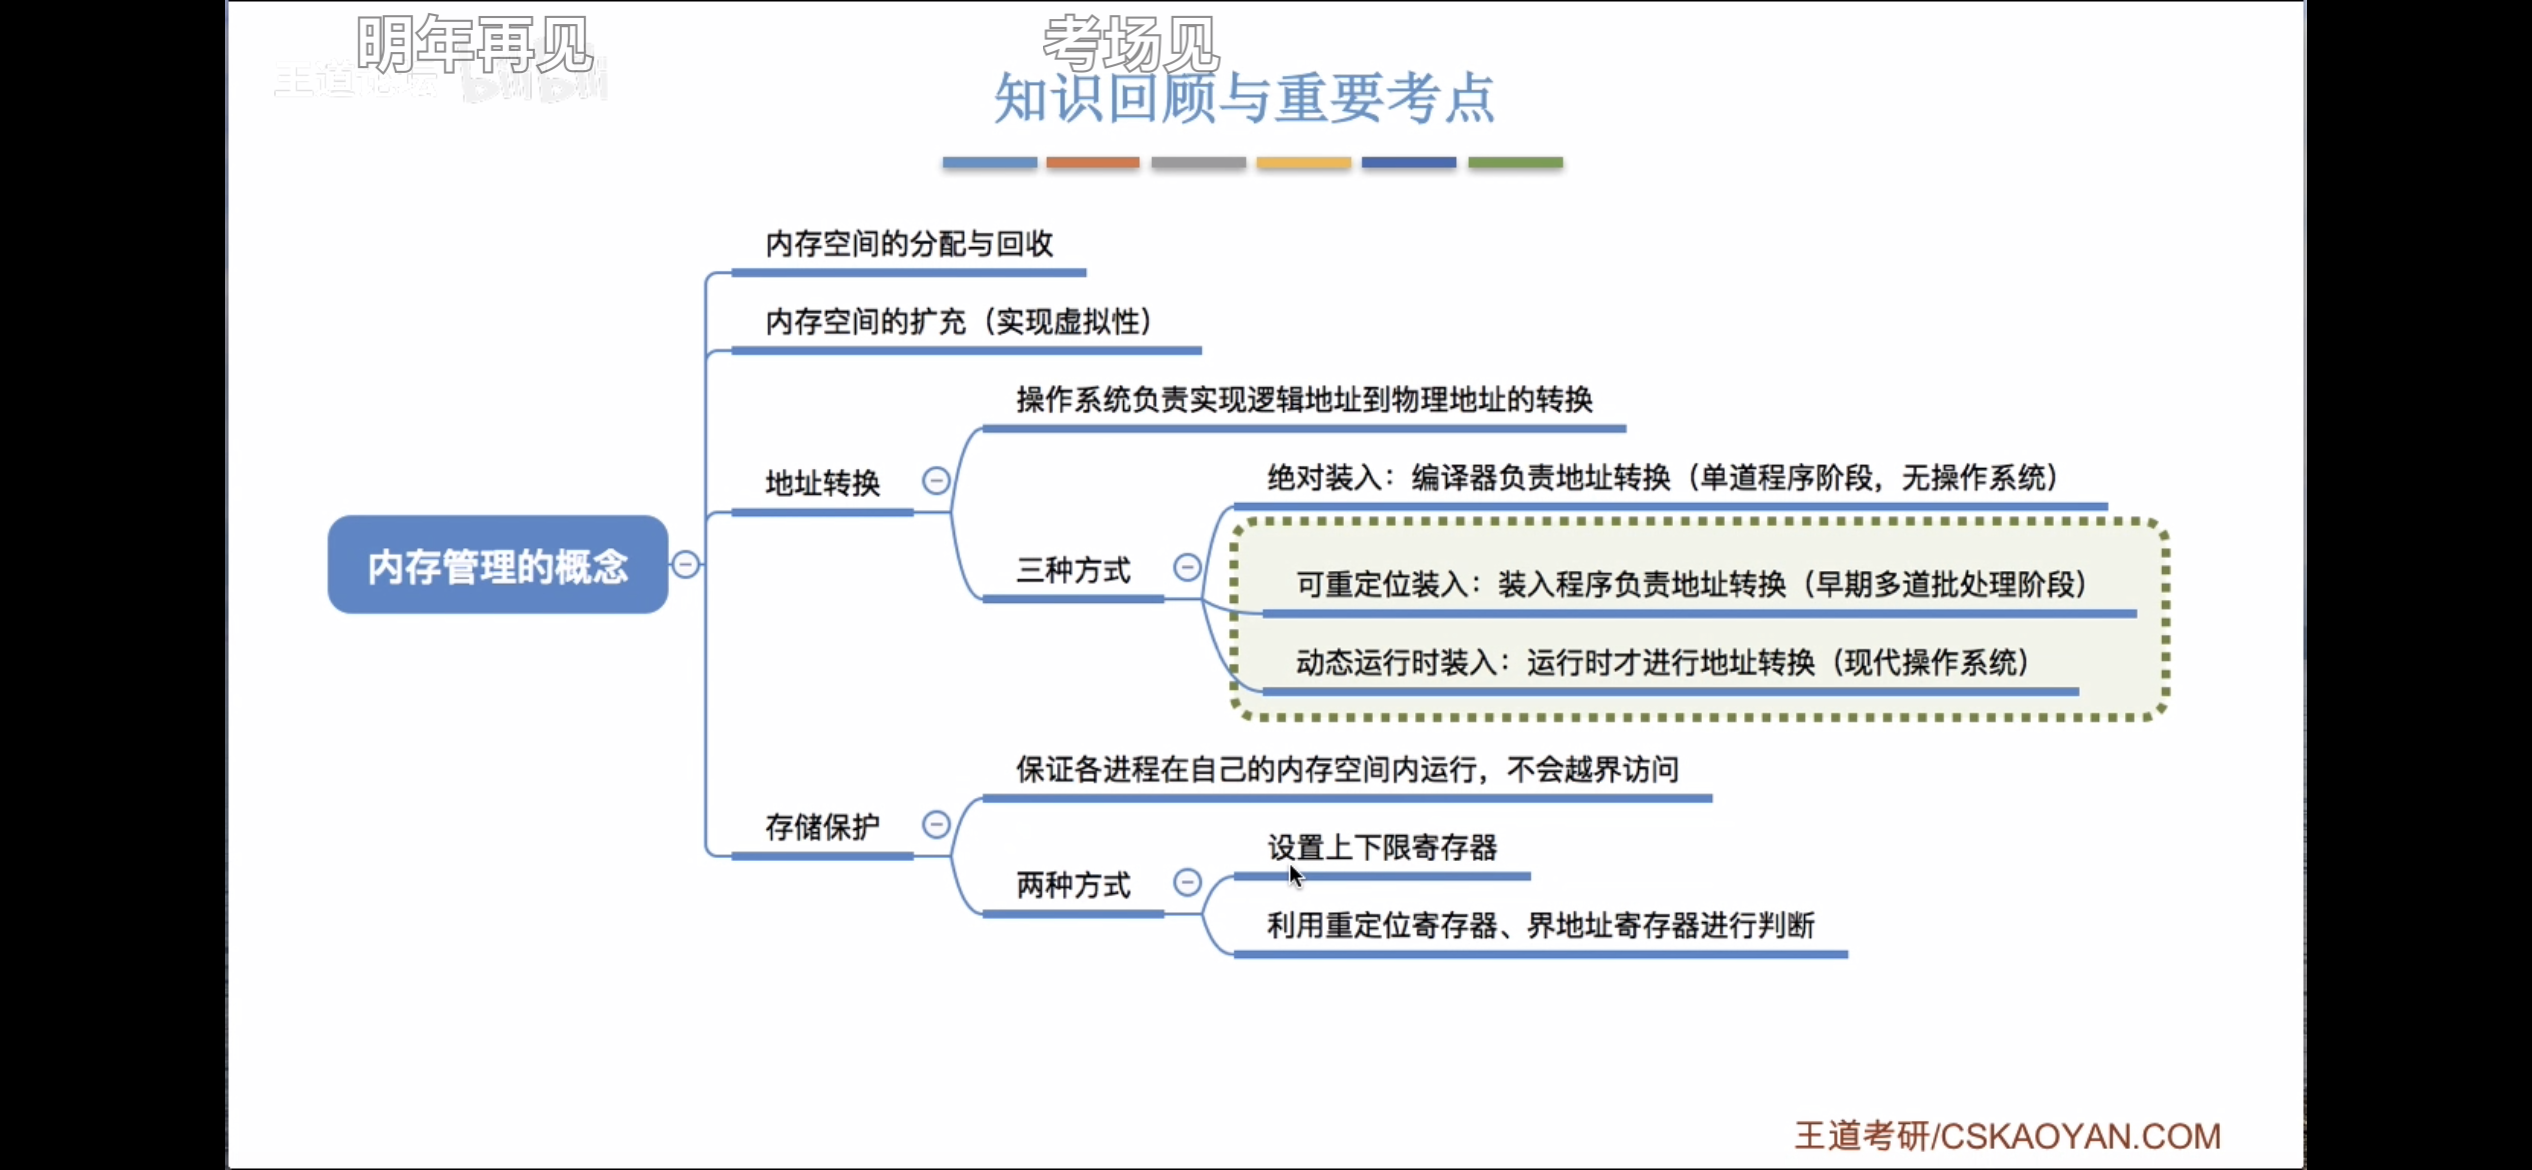 明年再见
考场见
王道论坛 bilibili
知识回顾与重要考点
内存空间的分配与回收
内存空间的扩充（实现虚拟性）
操作系统负责实现逻辑地址到物理地址的转换
地址转换
绝对装入：编译器负责地址转换（单道程序阶段，无操作系统）
内存管理的概念
三种方式
可重定位装入：装入程序负责地址转换（早期多道批处理阶段）
动态运行时装入：运行时才进行地址转换（现代操作系统）
保证各进程在自己的内存空间内运行，不会越界访问
存储保护
设置上下限寄存器
两种方式
利用重定位寄存器、界地址寄存器进行判断
王道考研/CSKAOYAN.COM